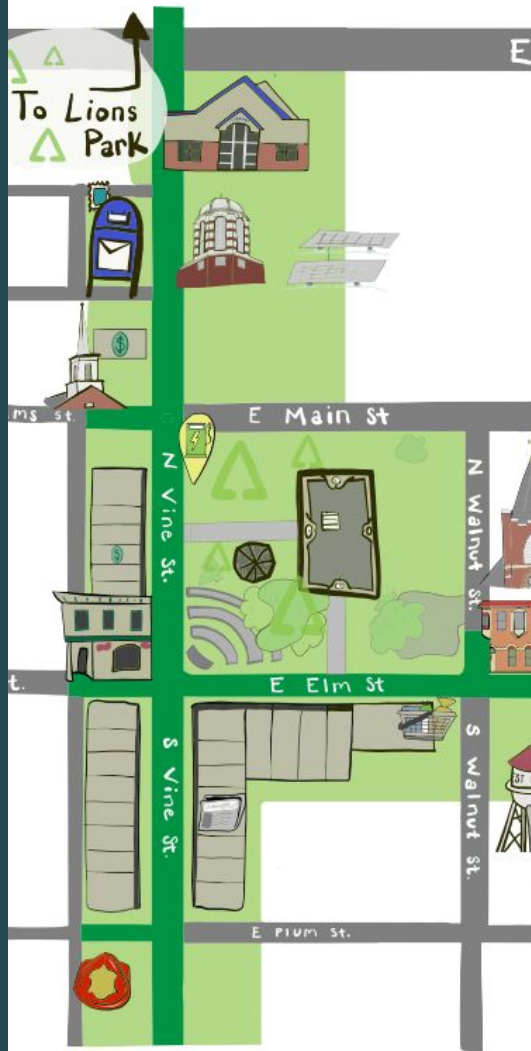 E
To Lions
Park
ms st.
E Main St
N Vine St.
N Walnut St.
$
$
t.
E Elm St
S Vine St.
S Walnut St.
ST
E Plum St.